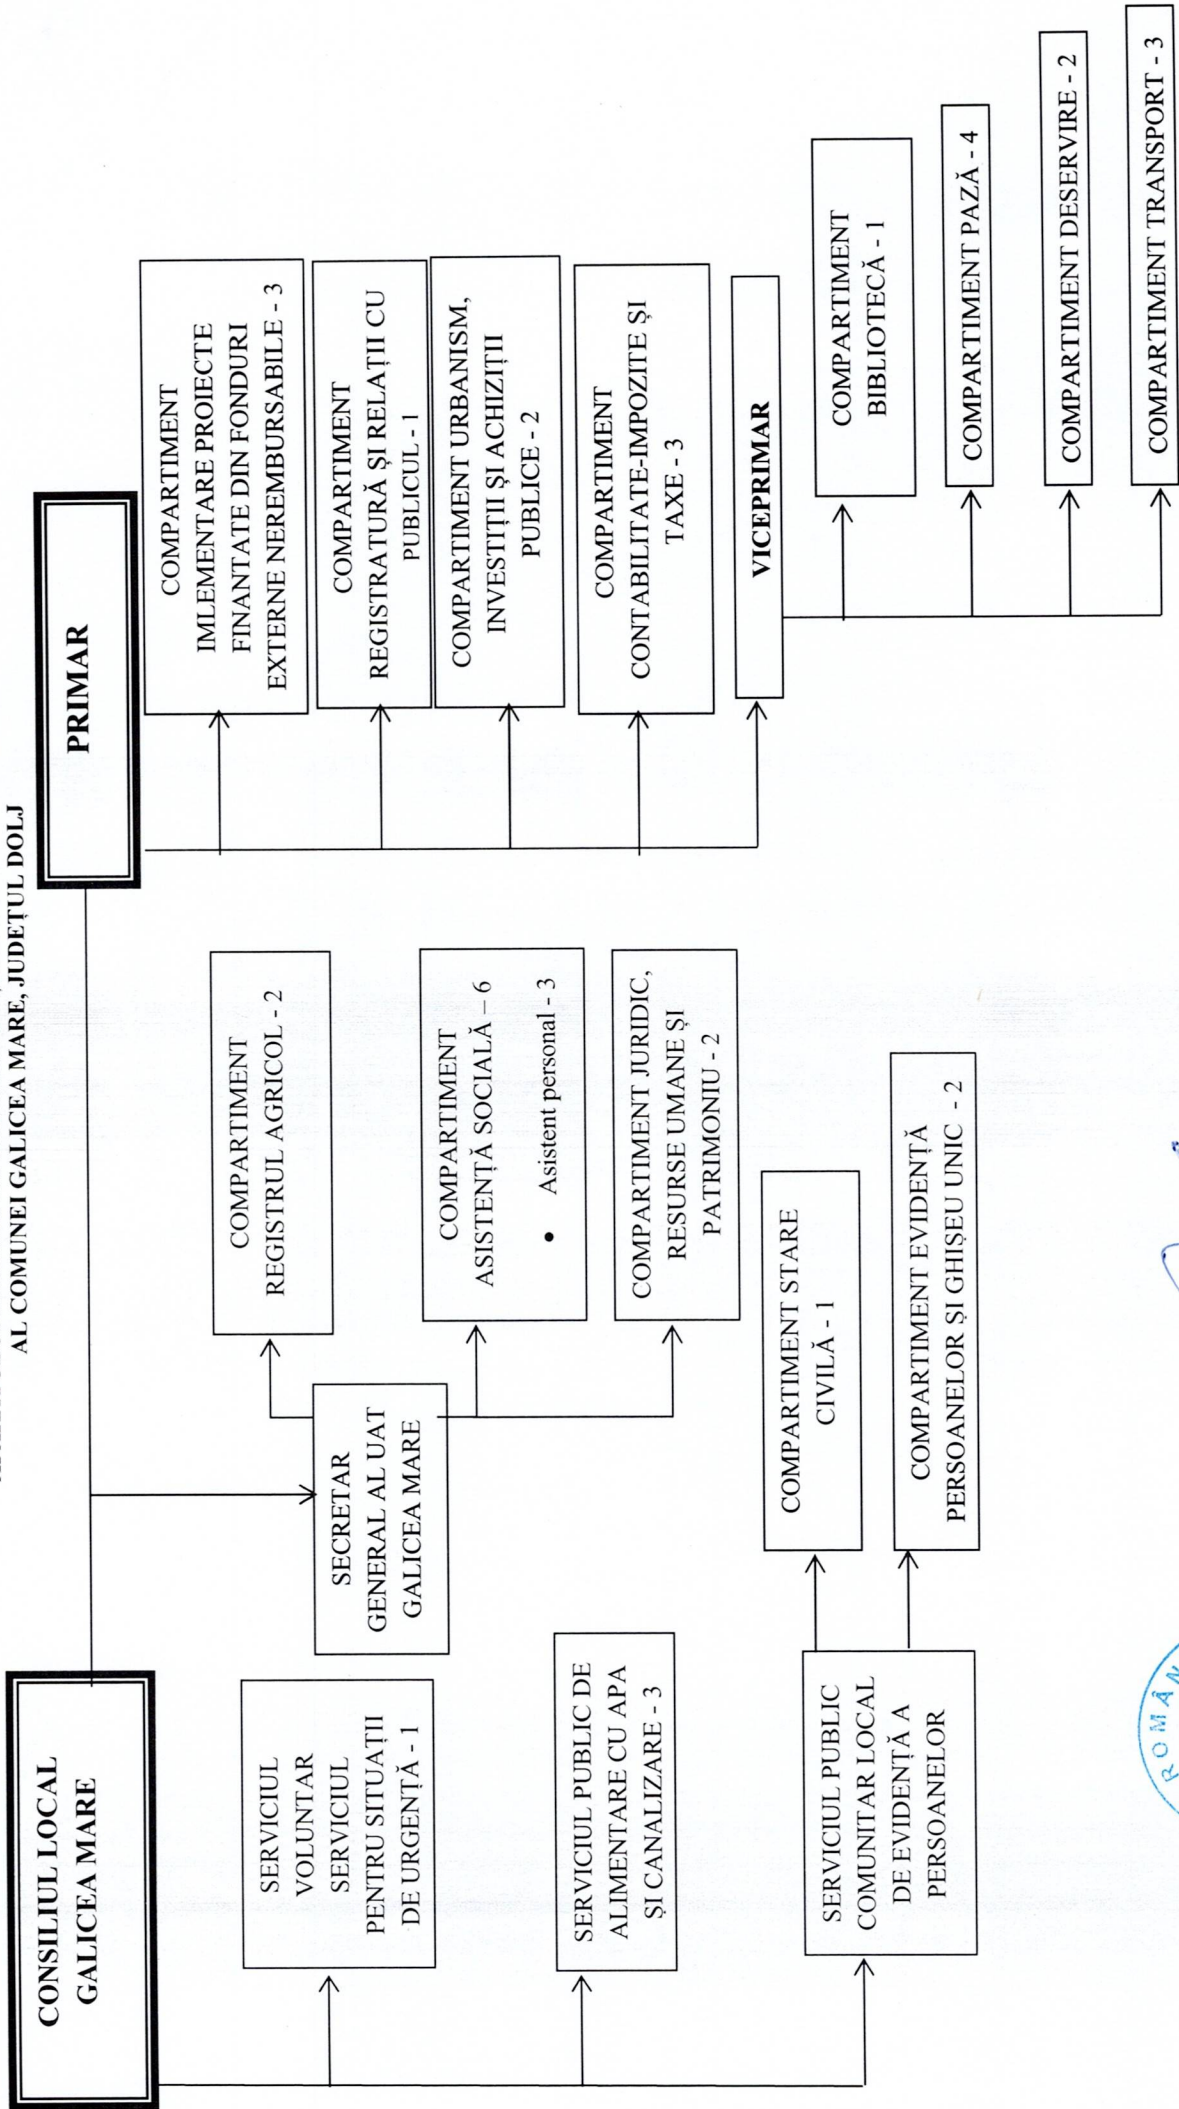 AL COMUNEI GALICEA MARE, JUDEȚUL DOLJ
CONSILIUL LOCAL
GALICEA MARE
PRIMAR
SERVICIUL
VOLUNTAR
SERVICIUL
PENTRU SITUAȚII
DE URGENȚĂ - 1
SERVICIUL PUBLIC DE
ALIMENTARE CU APA
ȘI CANALIZARE - 3
SERVICIUL PUBLIC
COMUNITAR LOCAL
DE EVIDENȚĂ A
PERSOANELOR
COMPARTIMENT STARE
CIVILĂ - 1
COMPARTIMENT EVIDENȚĂ
PERSOANELOR ȘI GHIȘEU UNIC - 2
SECRETAR
GENERAL AL UAT
GALICEA MARE
COMPARTIMENT
REGISTRUL AGRICOL - 2
COMPARTIMENT
ASISTENȚĂ SOCIALĂ – 6
• Asistent personal - 3
COMPARTIMENT JURIDIC,
RESURSE UMANE ȘI
PATRIMONIU - 2
COMPARTIMENT
IMLEMENTARE PROIECTE
FINANTATE DIN FONDURI
EXTERNE NEREMBURSABILE - 3
COMPARTIMENT
REGISTRATURĂ ȘI RELAȚII CU
PUBLICUL - 1
COMPARTIMENT URBANISM,
INVESTIȚII ȘI ACHIZIȚII
PUBLICE - 2
COMPARTIMENT
CONTABILITATE-IMPOZITE ȘI
TAXE - 3
VICEPRIMAR
COMPARTIMENT
BIBLIOTECĂ - 1
COMPARTIMENT PAZĂ - 4
COMPARTIMENT DESERVIRE - 2
COMPARTIMENT TRANSPORT - 3